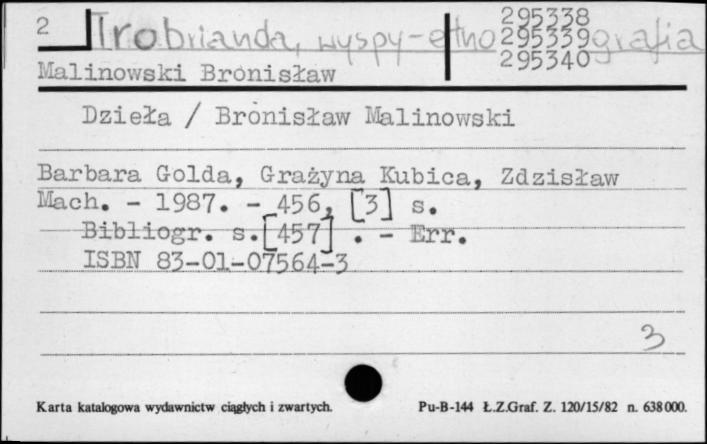 2 Trobrianda, wyspy-etnografia
295338
295339
295340
Malinowski Bronisław
Dzieła / Bronisław Malinowski
Barbara Golda, Grażyna Kubica, Zdzisław
Mach. - 1987. - 456, [3] s.
Bibliogr. s.[457] . - Err.
ISBN 83-01-07564-3
3
Karta katalogowa wydawnictw ciągłych i zwartych.
Pu-B-144 Ł.Z.Graf. Z. 120/15/82 n. 638000.